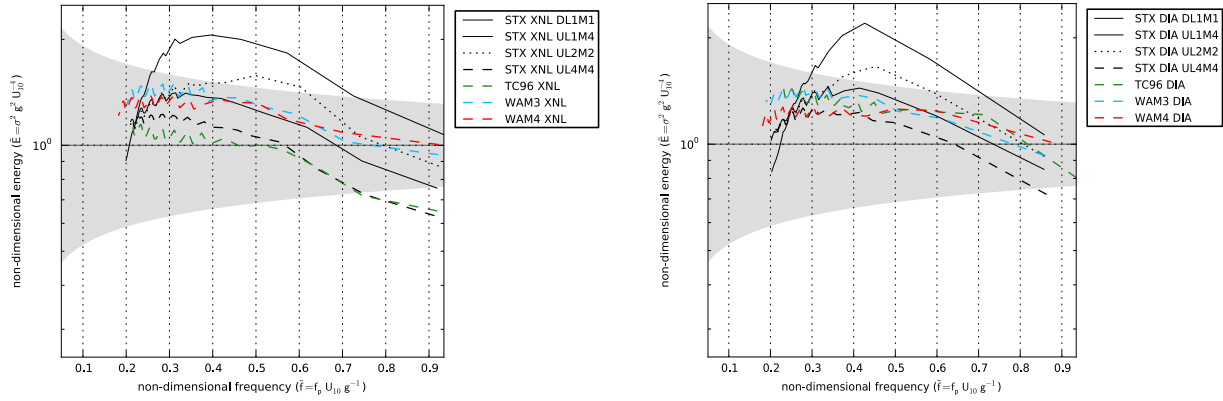 STX XNL DL1M1
STX XNL UL1M4
STX XNL UL2M2
STX XNL UL4M4
TC96 XNL
WAM3 XNL
WAM4 XNL
10⁰
non-dimensional energy (Ẽ=σ² g² U₁₀⁻⁴)
0.1 0.2 0.3 0.4 0.5 0.6 0.7 0.8 0.9
non-dimensional frequency (f̃=fₚ U₁₀ g⁻¹)
STX DIA DL1M1
STX DIA UL1M4
STX DIA UL2M2
STX DIA UL4M4
TC96 DIA
WAM3 DIA
WAM4 DIA
10⁰
non-dimensional energy (Ẽ=σ² g² U₁₀⁻⁴)
0.1 0.2 0.3 0.4 0.5 0.6 0.7 0.8 0.9
non-dimensional frequency (f̃=fₚ U₁₀ g⁻¹)